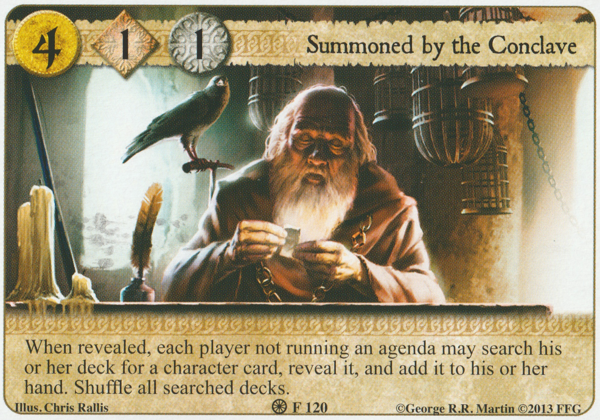 4 1 1 Summoned by the Conclave
When revealed, each player not running an agenda may search his
or her deck for a character card, reveal it, and add it to his or her
hand. Shuffle all searched decks.
Illus. Chris Rallis F 120 ©George R.R. Martin ©2013 FFG